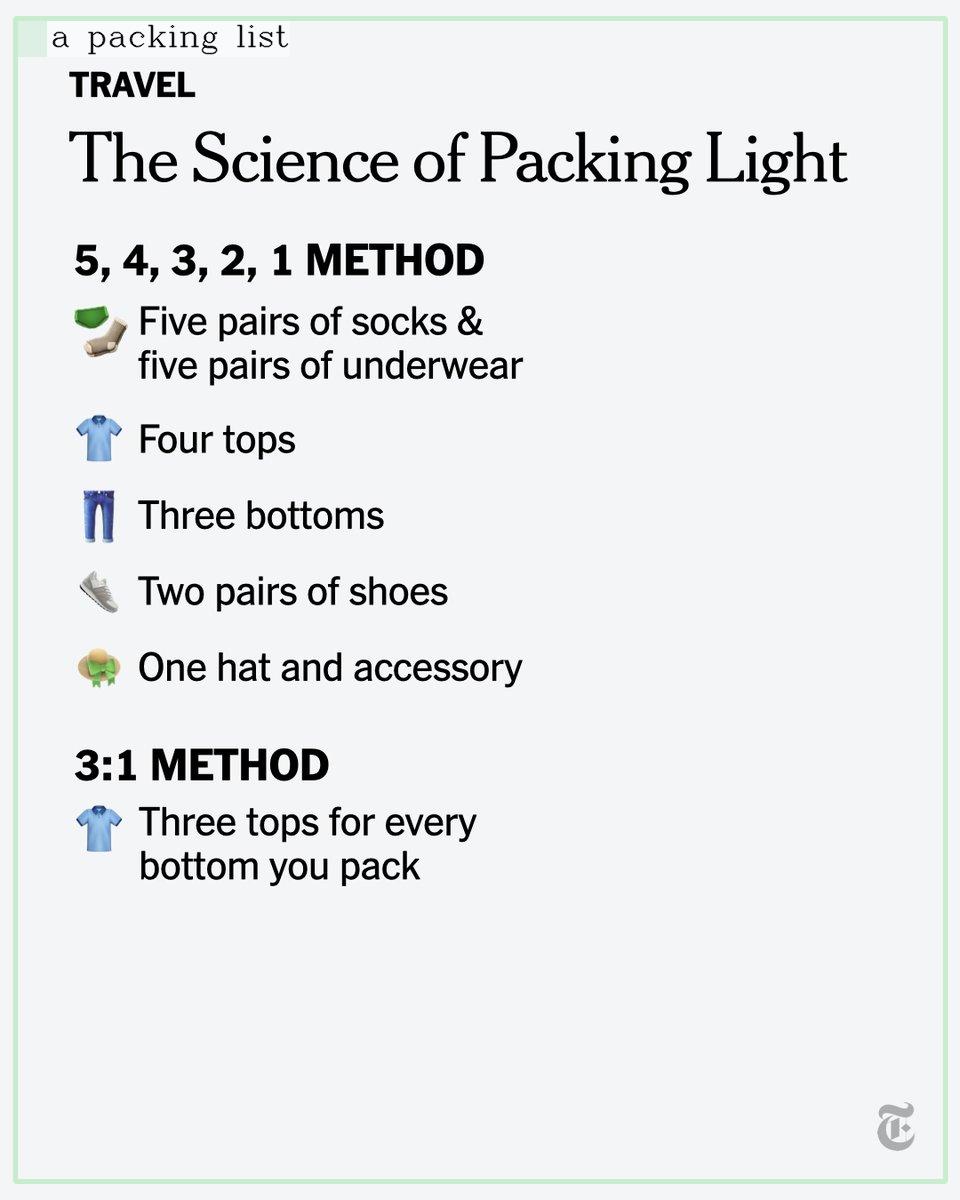 a packing list
TRAVEL
The Science of Packing Light
5, 4, 3, 2, 1 METHOD
Five pairs of socks &
five pairs of underwear
Four tops
Three bottoms
Two pairs of shoes
One hat and accessory
3:1 METHOD
Three tops for every
bottom you pack
T